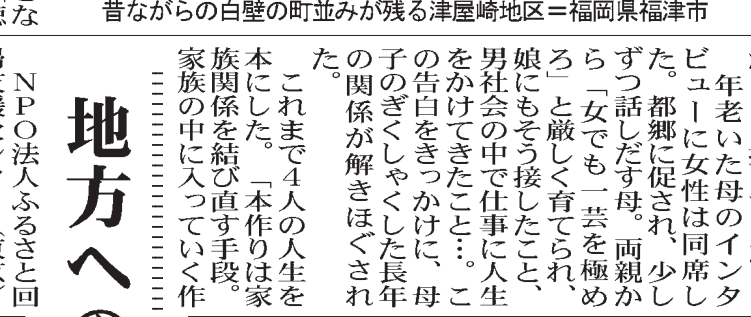 昔ながらの白壁の町並みが残る津屋崎地区＝福岡県福津市
年老いた母のインタ
ビューに女性は同席し
た。都郷に促され、少し
ずつ話しだす母。両親か
ら「女でも一芸を極め
ろ」と厳しく育てられ、
娘にもそう接したこと、
男社会の中で仕事に人生
をかけてきたこと…。こ
の告白をきっかけに、母
子のぎくしゃくした長年
の関係が解きほぐされ
た。
これまで4人の人生を
本にした。「本作りは家
族関係を結び直す手段。
家族の中に入っていく作
地方への
NPO法人ふるさと回